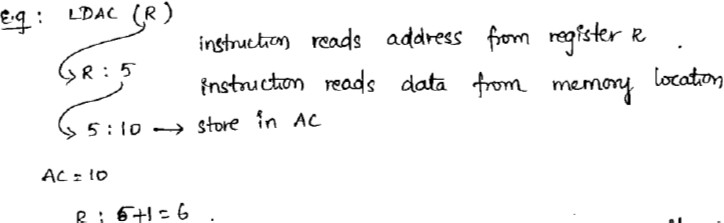 E.g : LDAC (R)
instruction reads address from register R .
R : 5
instruction reads data from memory location
5 : 10 → store in AC
AC = 10
R : 5+1 = 6 .